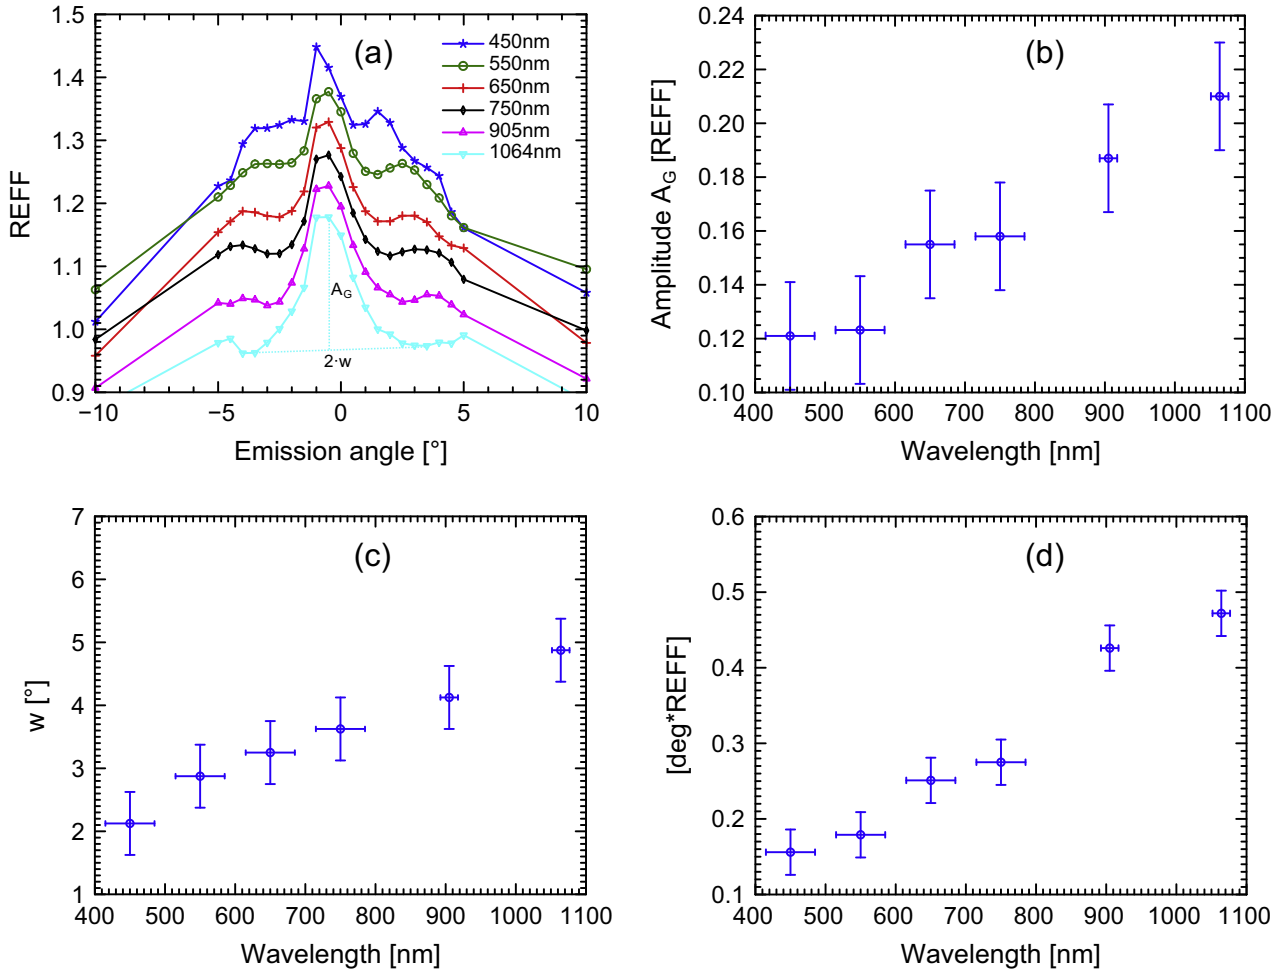 (a)
450nm
550nm
650nm
750nm
905nm
1064nm
1.5
1.4
1.3
1.2
1.1
1.0
0.9
REFF
A_G
2·w
−10
−5
0
5
10
Emission angle [°]
(b)
0.24
0.22
0.20
0.18
0.16
0.14
0.12
0.10
Amplitude A_G [REFF]
400 500 600 700 800 900 1000 1100
Wavelength [nm]
(c)
7
6
5
4
3
2
1
w [°]
400 500 600 700 800 900 1000 1100
Wavelength [nm]
(d)
0.6
0.5
0.4
0.3
0.2
0.1
[deg*REFF]
400 500 600 700 800 900 1000 1100
Wavelength [nm]